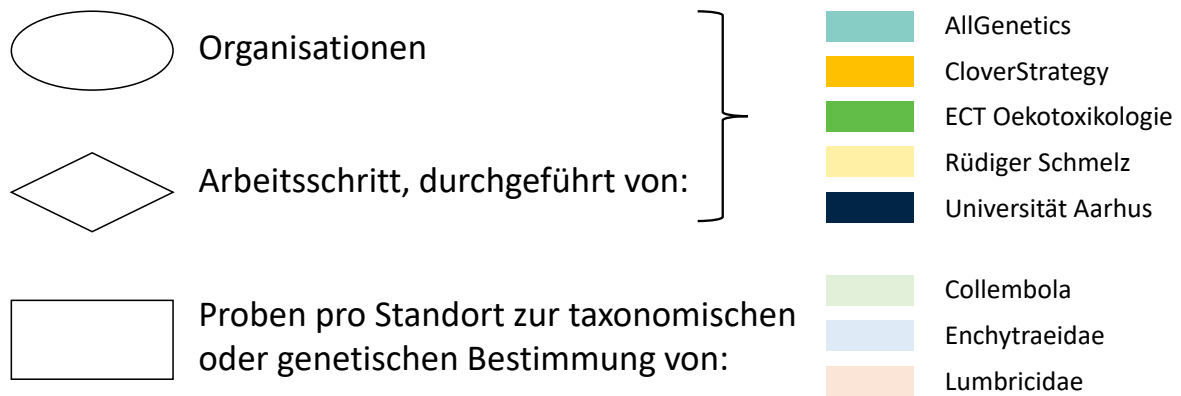 Organisationen
Arbeitsschritt, durchgeführt von:
AllGenetics
CloverStrategy
ECT Oekotoxikologie
Rüdiger Schmelz
Universität Aarhus
Proben pro Standort zur taxonomischen
oder genetischen Bestimmung von:
Collembola
Enchytraeidae
Lumbricidae